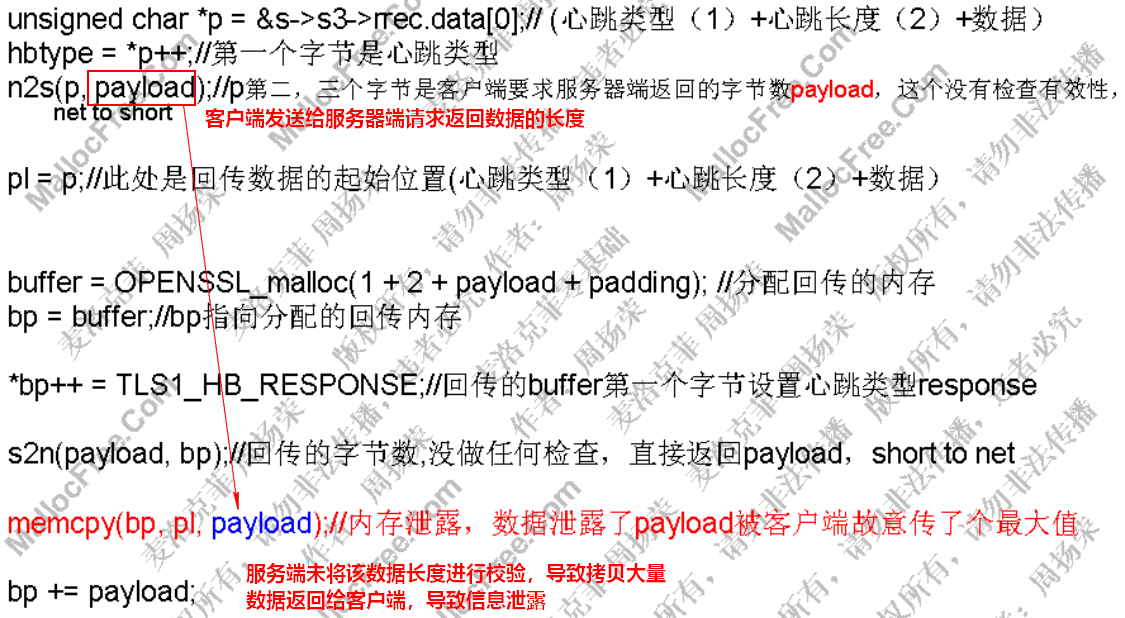 unsigned char *p = &s->s3->rrec.data[0];// (心跳类型（1）+心跳长度（2）+数据）
hbtype = *p++;//第一个字节是心跳类型
n2s(p, payload);//p第二，三个字节是客户端要求服务器端返回的字节数payload，这个没有检查有效性，
net to short
客户端发送给服务器端请求返回数据的长度
pl = p;//此处是回传数据的起始位置(心跳类型（1）+心跳长度（2）+数据）
buffer = OPENSSL_malloc(1 + 2 + payload + padding); //分配回传的内存
bp = buffer;//bp指向分配的回传内存
*bp++ = TLS1_HB_RESPONSE;//回传的buffer第一个字节设置心跳类型response
s2n(payload, bp);//回传的字节数,没做任何检查，直接返回payload，short to net
memcpy(bp, pl, payload);//内存泄露，数据泄露了payload被客户端故意传了个最大值
服务端未将该数据长度进行校验，导致拷贝大量
数据返回给客户端，导致信息泄露
bp += payload;